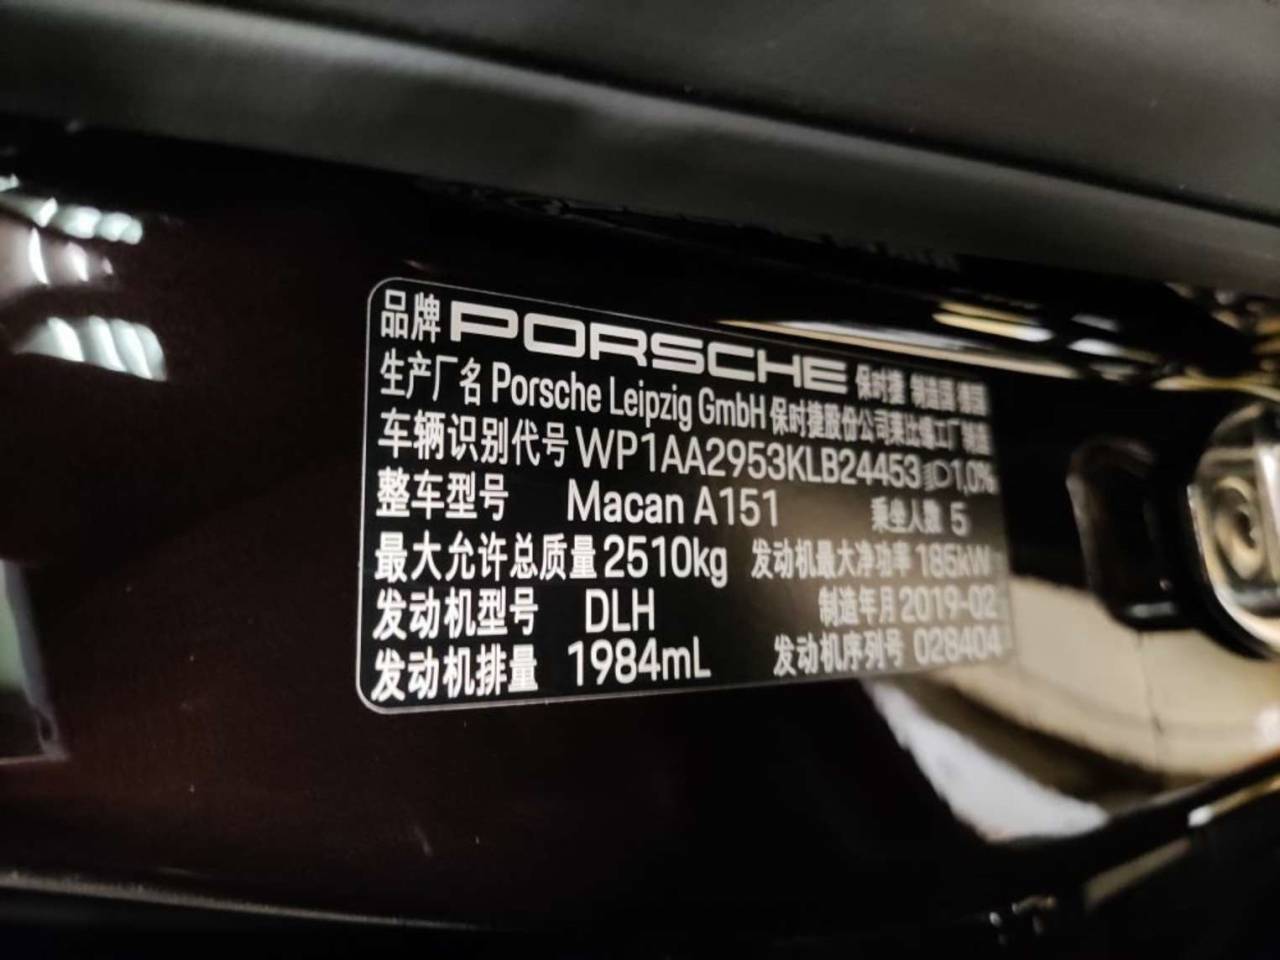 品牌 PORSCHE 保时捷 制造国 德国
生产厂名 Porsche Leipzig GmbH 保时捷股份公司莱比锡工厂制造
车辆识别代号 WP1AA2953KLB24453 1,0%
整车型号 Macan A151 乘坐人数 5
最大允许总质量 2510kg 发动机最大净功率 185kW
发动机型号 DLH 制造年月 2019-02
发动机排量 1984mL 发动机序列号 028404